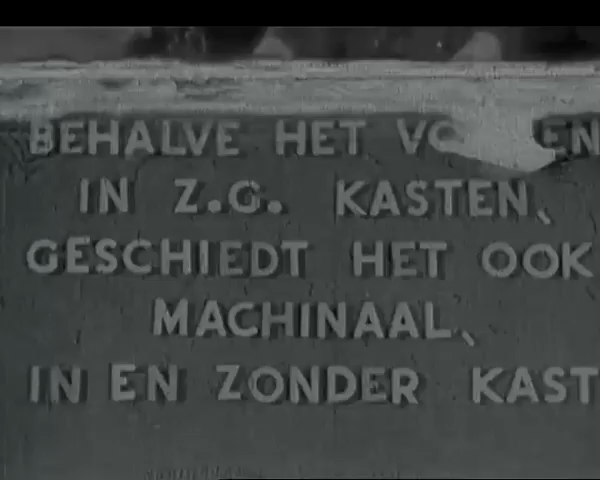 BEHALVE HET
IN Z.G. KASTEN,
GESCHIEDT HET OOK
MACHINAAL,
IN EN ZONDER KAST